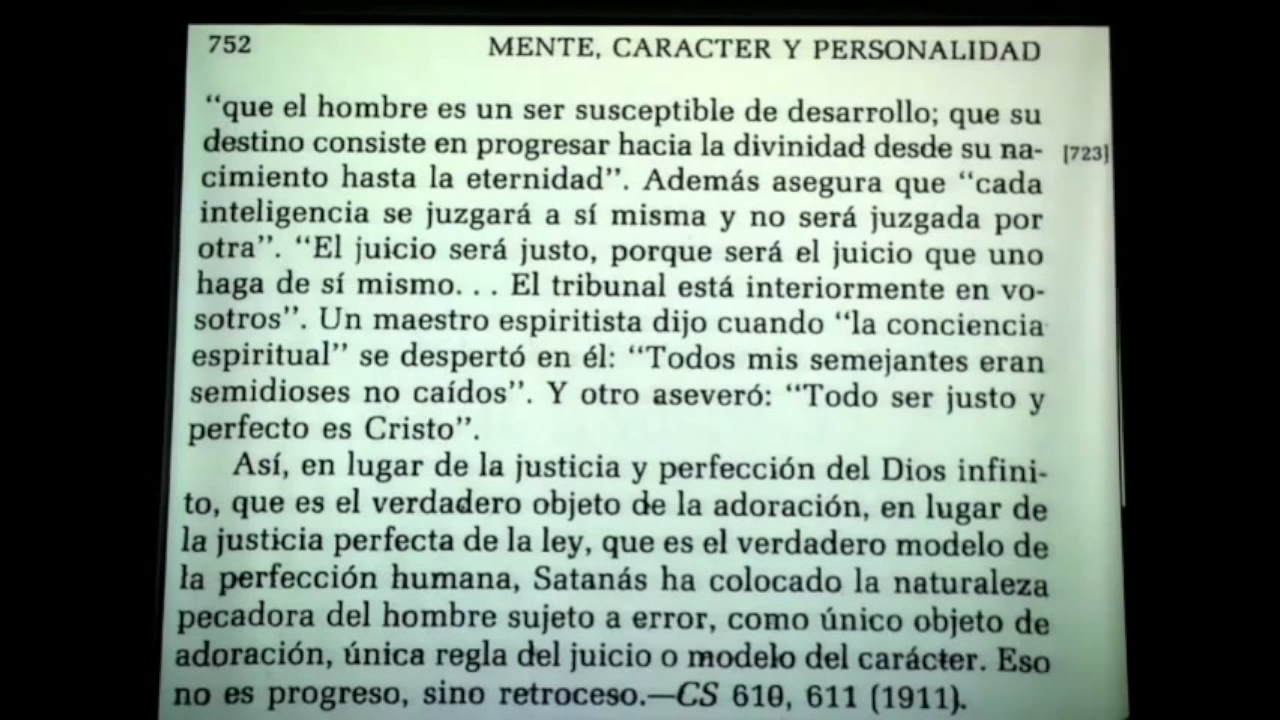 752 MENTE, CARACTER Y PERSONALIDAD
“que el hombre es un ser susceptible de desarrollo; que su
destino consiste en progresar hacia la divinidad desde su na- [723]
cimiento hasta la eternidad”. Además asegura que “cada
inteligencia se juzgará a sí misma y no será juzgada por
otra”. “El juicio será justo, porque será el juicio que uno
haga de sí mismo. . . El tribunal está interiormente en vo-
sotros”. Un maestro espiritista dijo cuando “la conciencia
espiritual” se despertó en él: “Todos mis semejantes eran
semidioses no caídos”. Y otro aseveró: “Todo ser justo y
perfecto es Cristo”.
Así, en lugar de la justicia y perfección del Dios infini-
to, que es el verdadero objeto de la adoración, en lugar de
la justicia perfecta de la ley, que es el verdadero modelo de
la perfección humana, Satanás ha colocado la naturaleza
pecadora del hombre sujeto a error, como único objeto de
adoración, única regla del juicio o modelo del carácter. Eso
no es progreso, sino retroceso.—CS 610, 611 (1911).